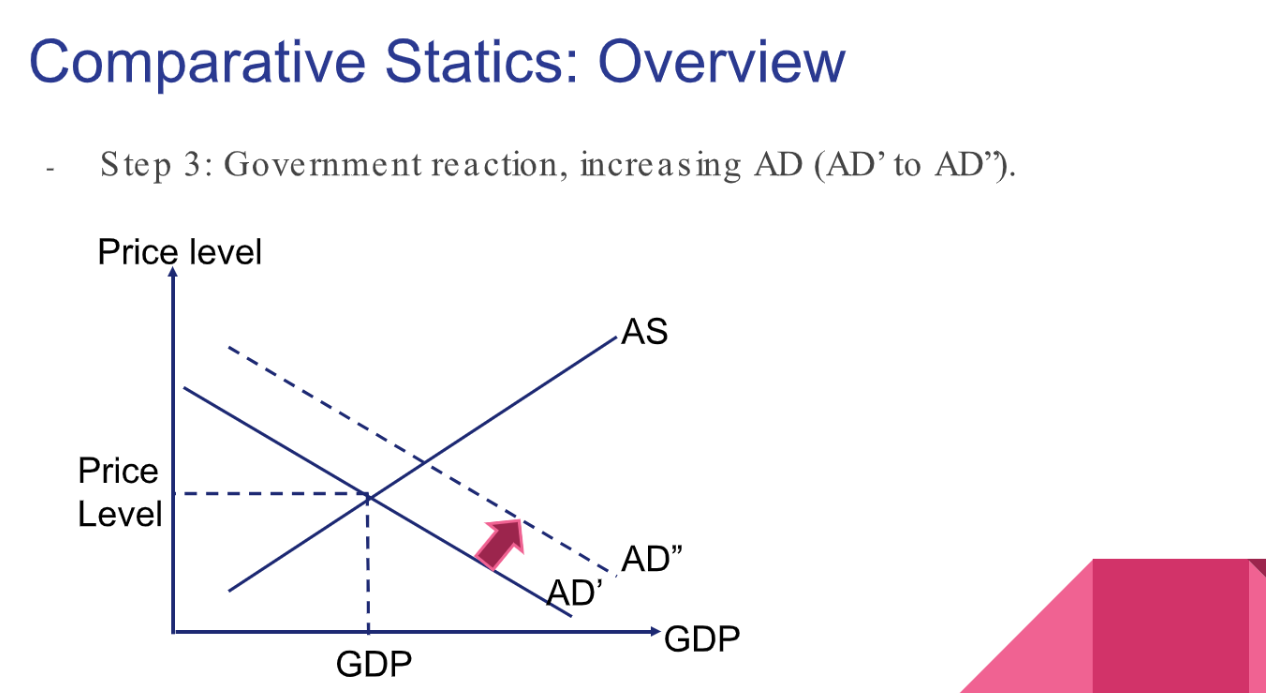 Comparative Statics: Overview
- Step 3: Government reaction, increasing AD (AD’ to AD”).
Price level
AS
Price
Level
AD”
AD’
GDP
GDP